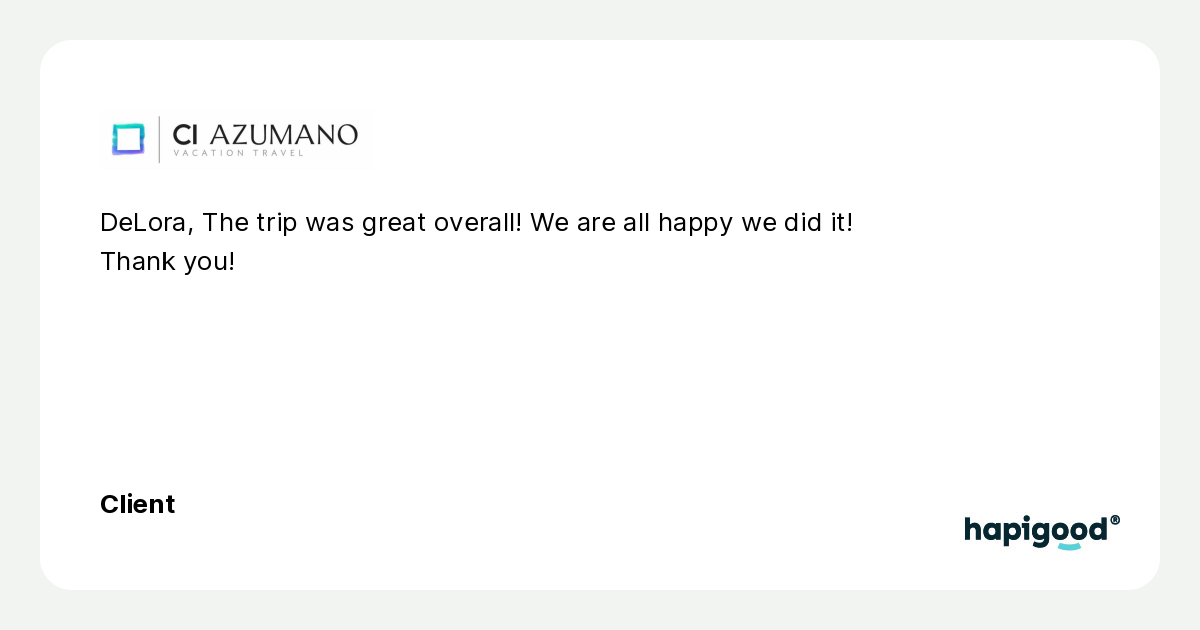 CI AZUMANO
VACATION TRAVEL
DeLora, The trip was great overall! We are all happy we did it!
Thank you!
Client
hapigood®